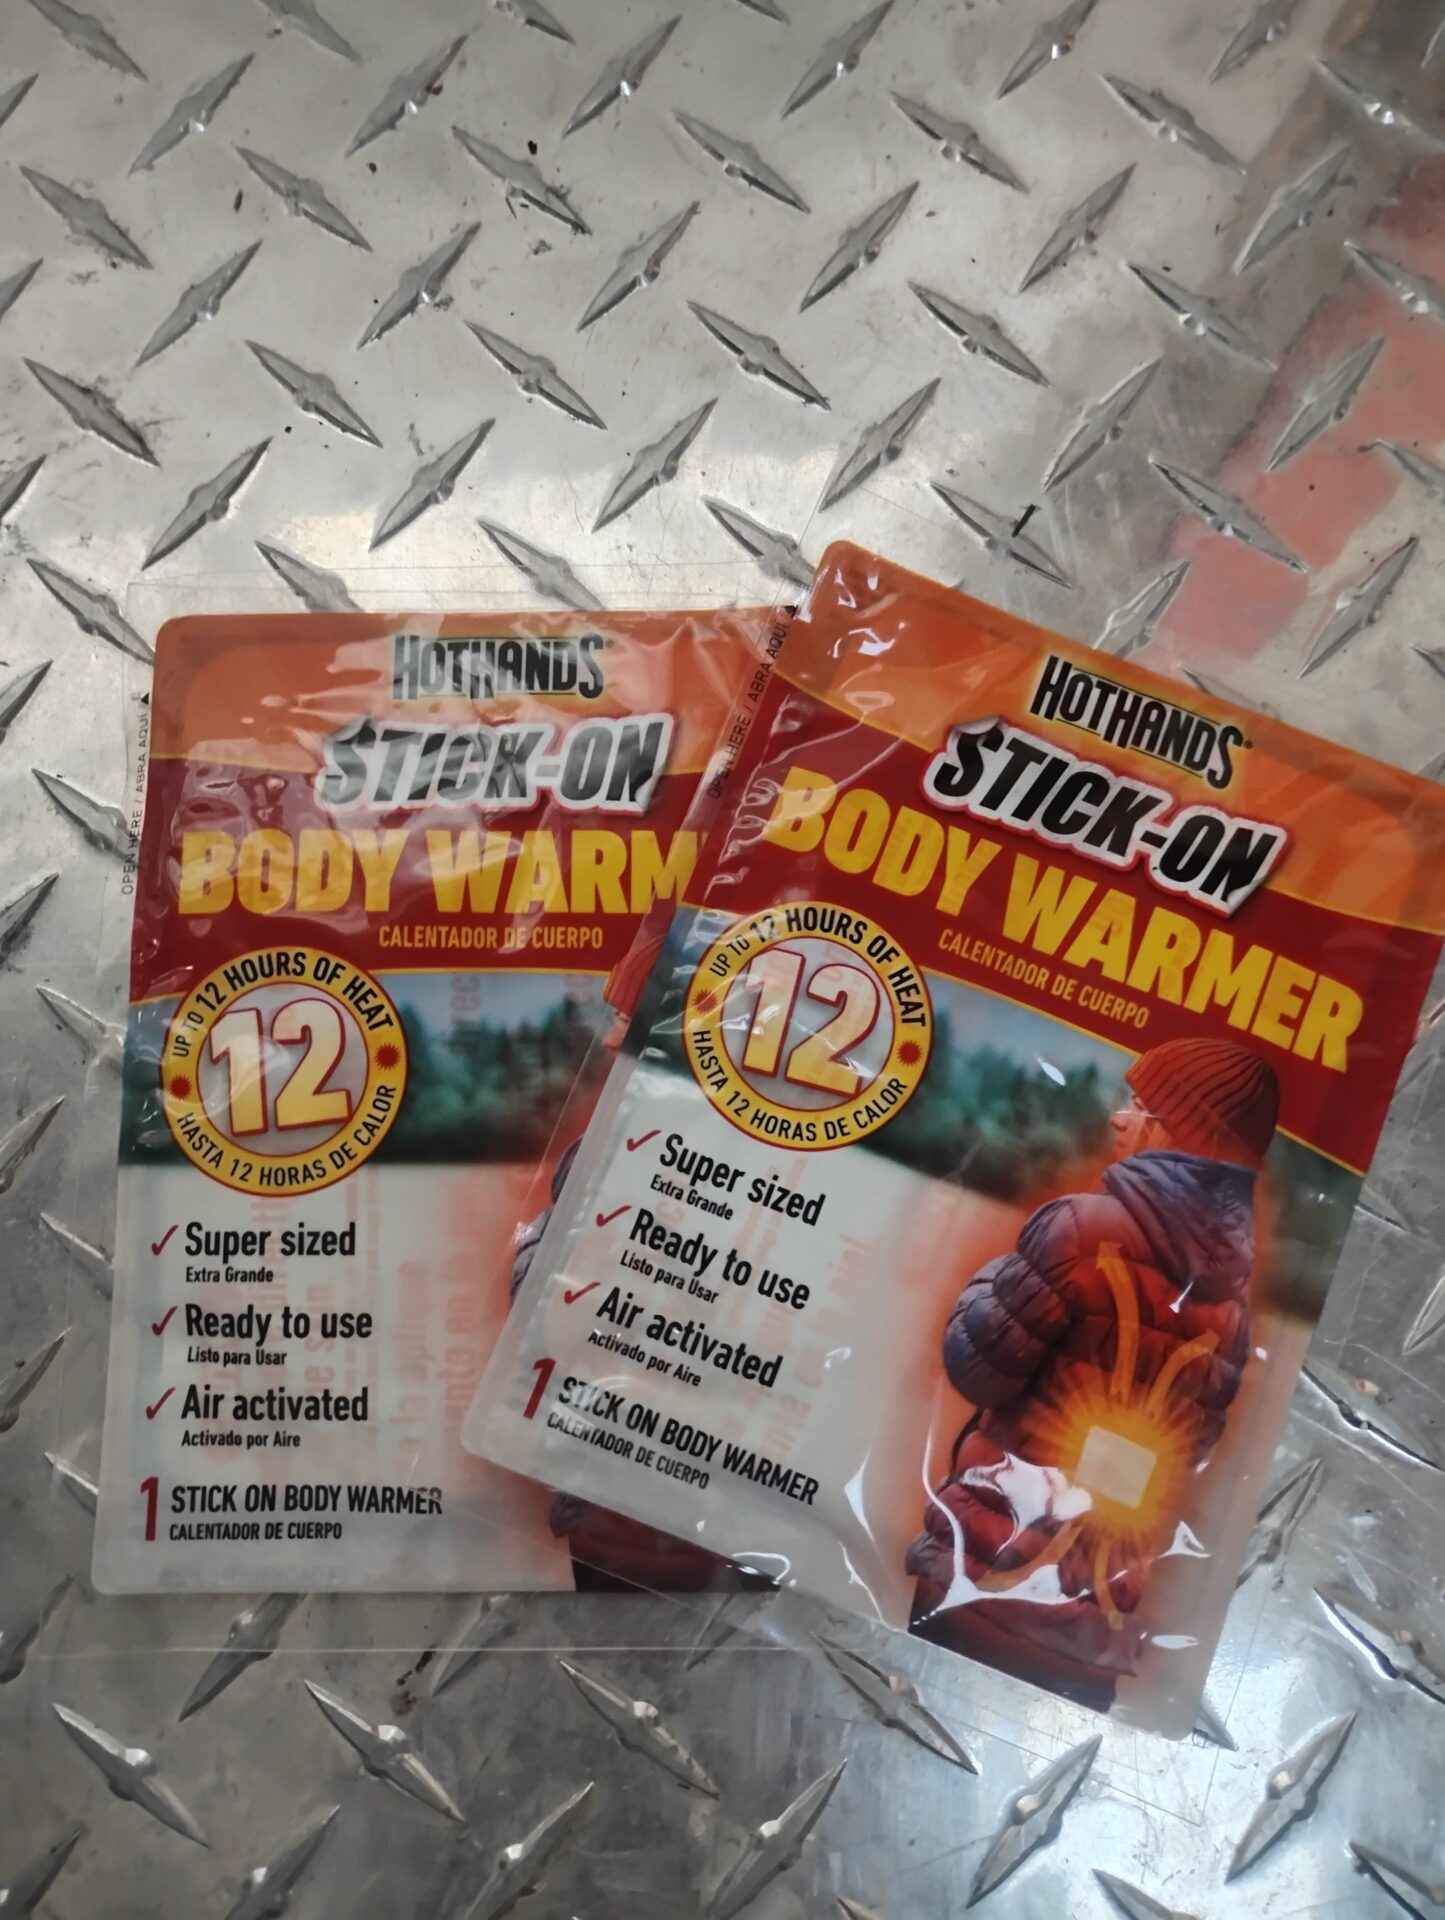 OPEN HERE / ABRA AQUI
HOTHANDS®
STICK-ON
BODY WARM
CALENTADOR DE CUERPO
UP TO 12 HOURS OF HEAT
12
HASTA 12 HORAS DE CALOR
✓ Super sized
Extra Grande
✓ Ready to use
Listo para Usar
✓ Air activated
Activado por Aire
1 STICK ON BODY WARMER
CALENTADOR DE CUERPO
OPEN HERE / ABRA AQUI
HOTHANDS®
STICK-ON
BODY WARMER
CALENTADOR DE CUERPO
UP TO 12 HOURS OF HEAT
12
HASTA 12 HORAS DE CALOR
✓ Super sized
Extra Grande
✓ Ready to use
Listo para Usar
✓ Air activated
Activado por Aire
1 STICK ON BODY WARMER
CALENTADOR DE CUERPO